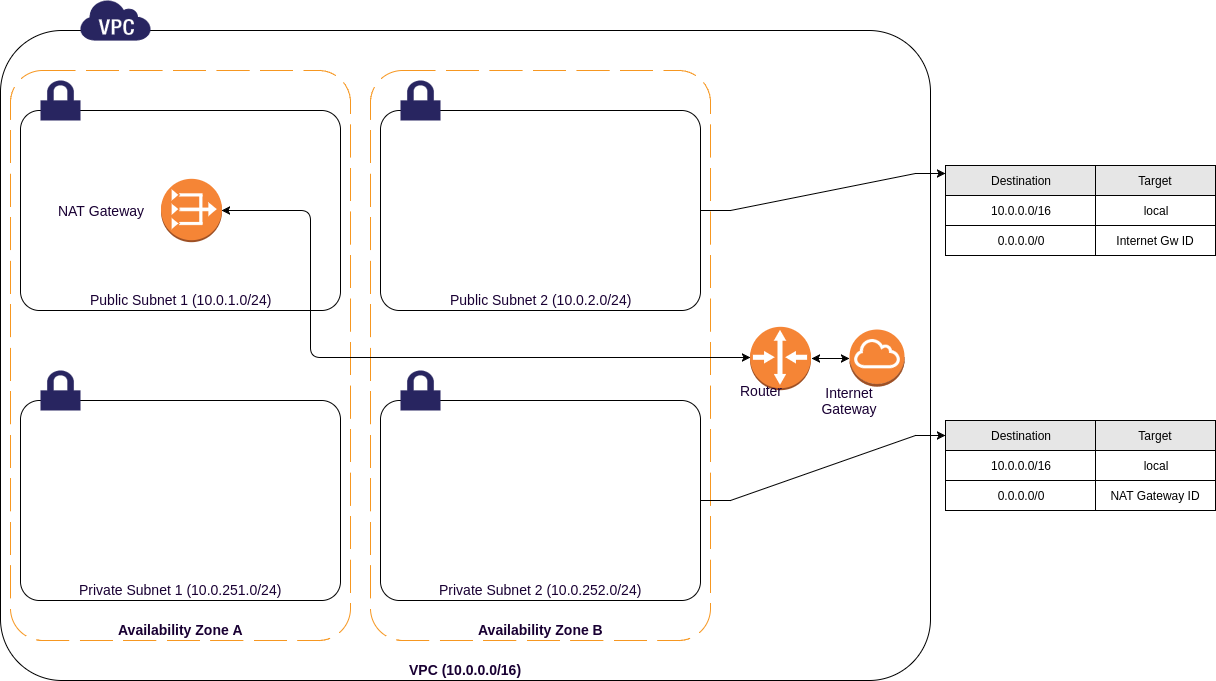 VPC
NAT Gateway
Public Subnet 1 (10.0.1.0/24)
Public Subnet 2 (10.0.2.0/24)
Destination Target
10.0.0.0/16 local
0.0.0.0/0 Internet Gw ID
Router
Internet
Gateway
Destination Target
10.0.0.0/16 local
0.0.0.0/0 NAT Gateway ID
Private Subnet 1 (10.0.251.0/24)
Private Subnet 2 (10.0.252.0/24)
Availability Zone A
Availability Zone B
VPC (10.0.0.0/16)